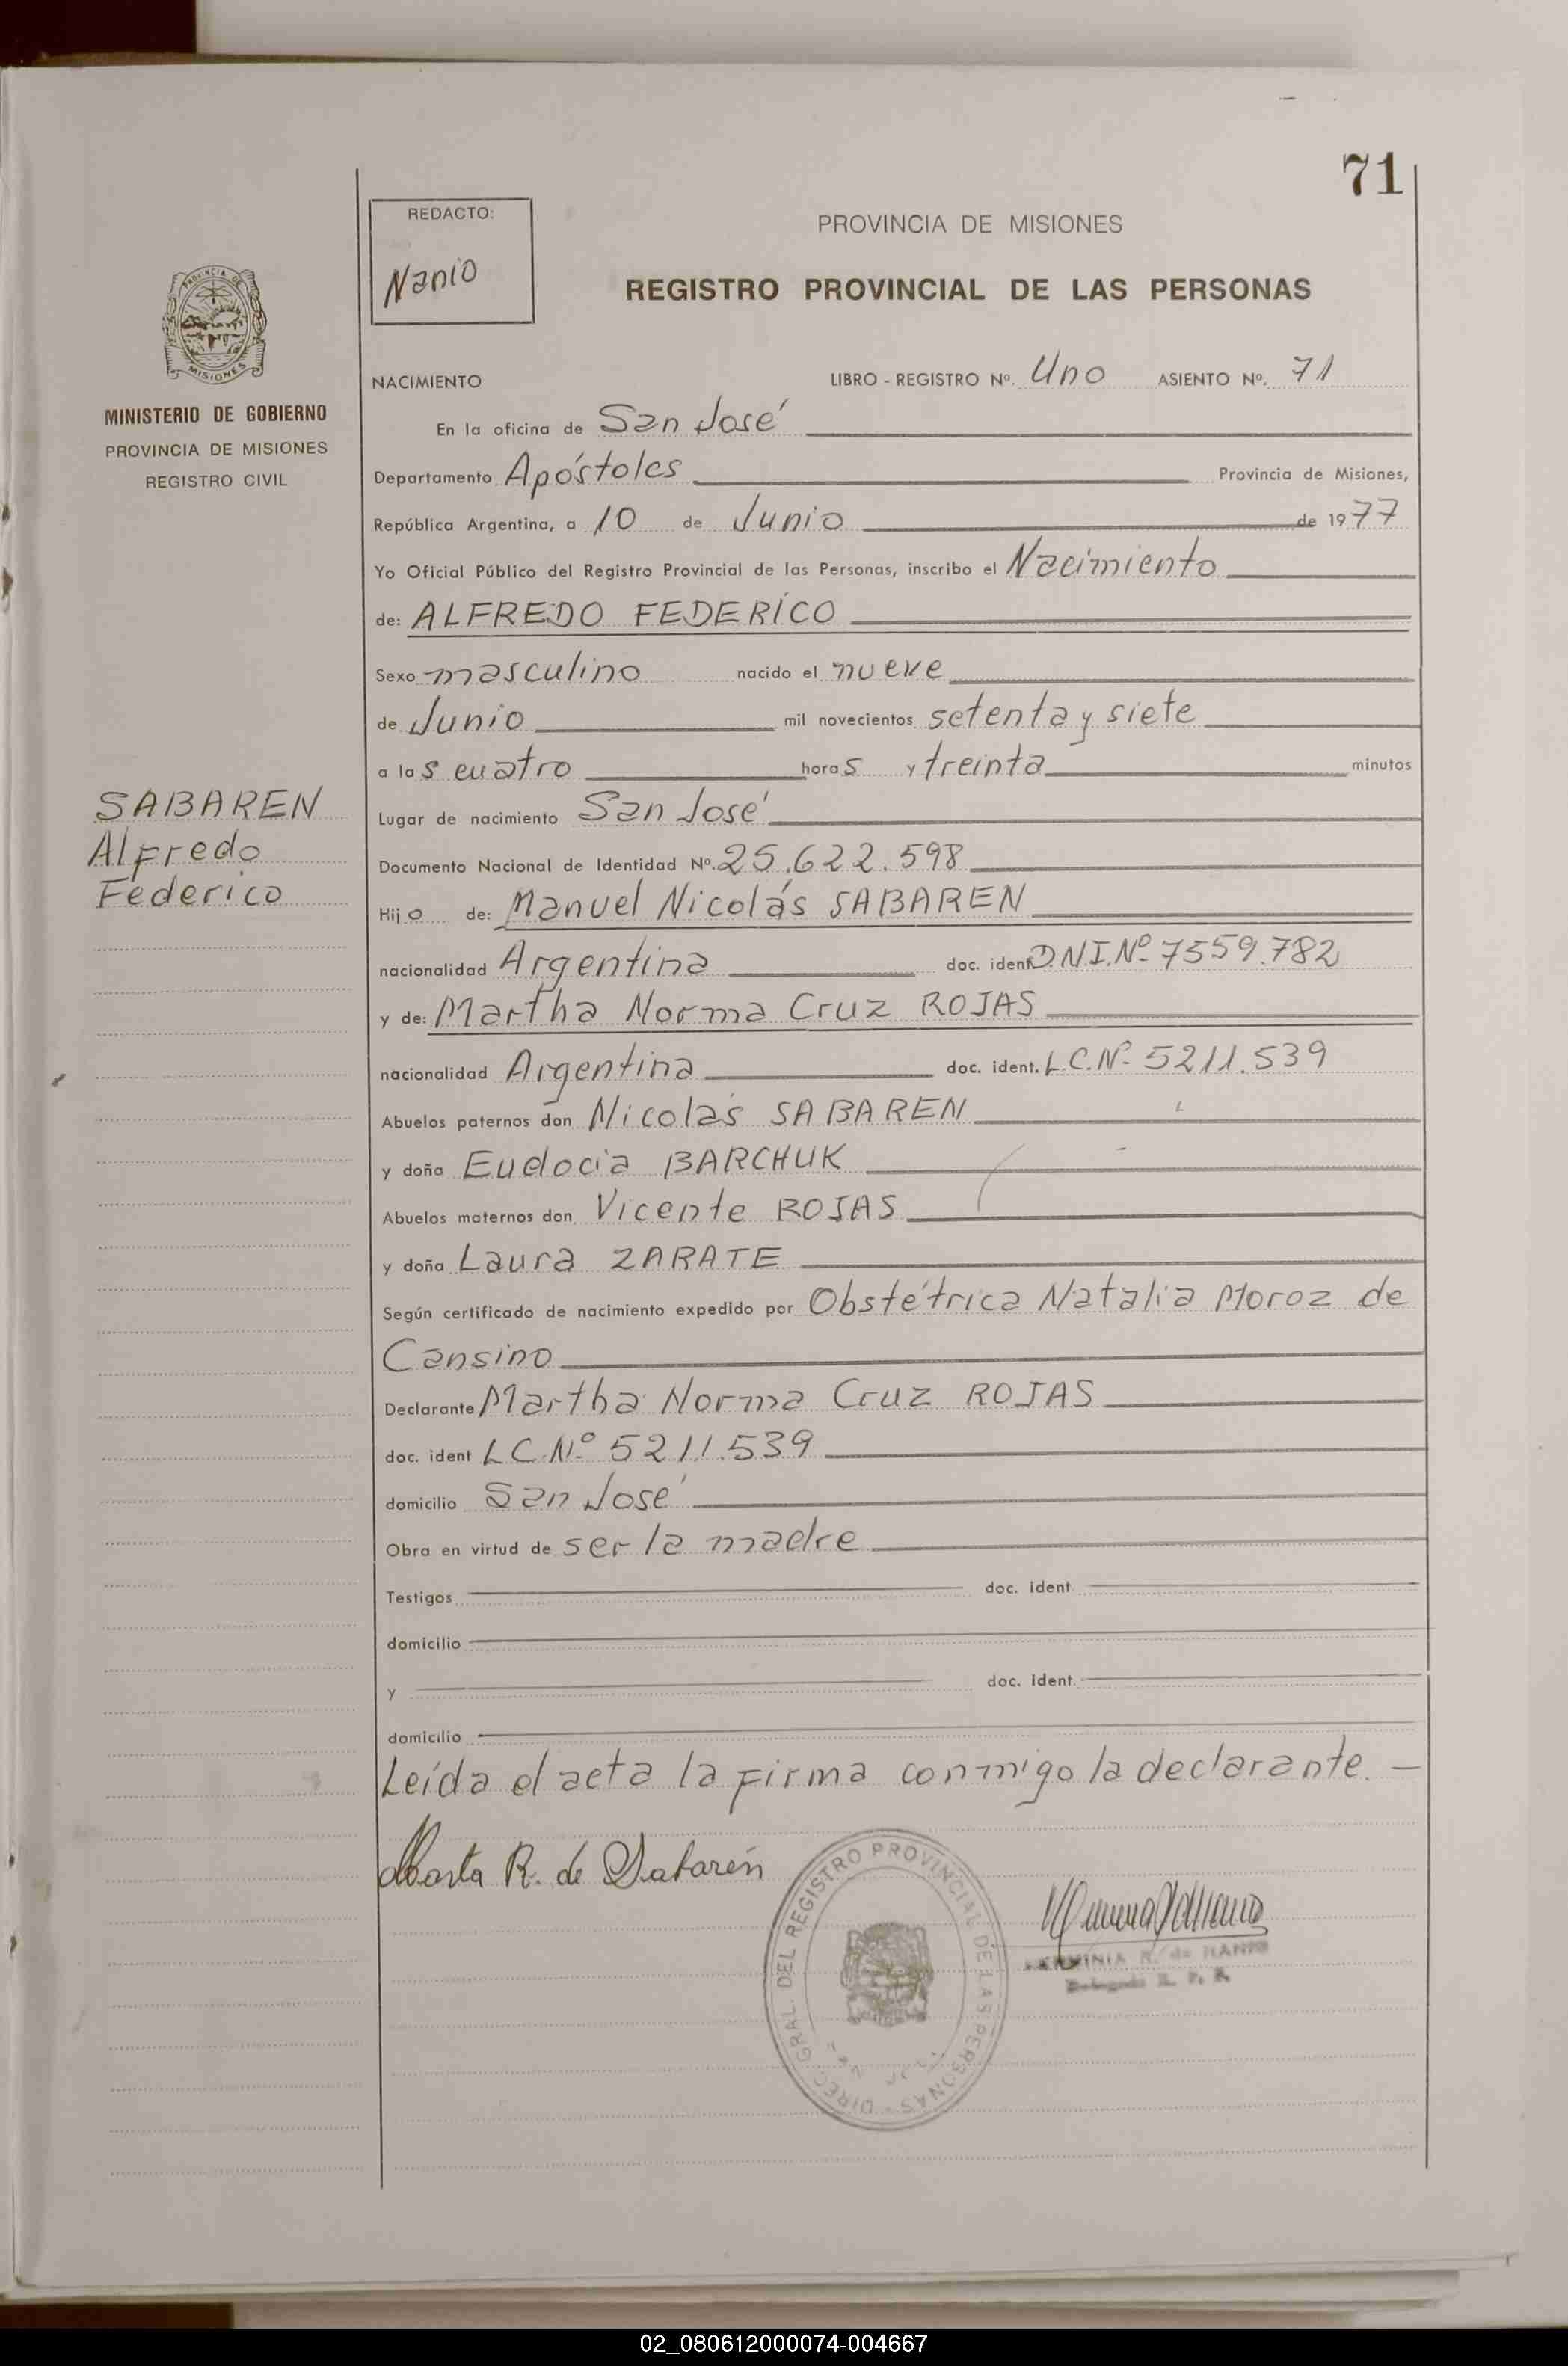 71
REDACTO:
Nanio
PROVINCIA DE MISIONES
REGISTRO PROVINCIAL DE LAS PERSONAS
PROVINCIA DE
MISIONES
MINISTERIO DE GOBIERNO
PROVINCIA DE MISIONES
REGISTRO CIVIL
NACIMIENTO LIBRO - REGISTRO Nº. Uno ASIENTO Nº. 71
En la oficina de San José
Departamento Apóstoles Provincia de Misiones,
República Argentina, a 10 de Junio de 1977
Yo Oficial Público del Registro Provincial de las Personas, inscribo el Nacimiento
de: ALFREDO FEDERICO
Sexo masculino nacido el nueve
de Junio mil novecientos setenta y siete
a las cuatro horas y treinta minutos
SABAREN
Alfredo
Federico
Lugar de nacimiento San José
Documento Nacional de Identidad Nº. 25.622.598
Hijo de: Manuel Nicolás SABAREN
nacionalidad Argentina doc. ident D.N.I.Nº 7559.782
y de: Martha Norma Cruz ROJAS
nacionalidad Argentina doc. ident. L.C.Nº 5211.539
Abuelos paternos don Nicolás SABAREN
y doña Eudocia BARCHUK
Abuelos maternos don Vicente ROJAS
y doña Laura ZARATE
Según certificado de nacimiento expedido por Obstétrica Natalia Moroz de
Cansino
Declarante Martha Norma Cruz ROJAS
doc. ident LC.Nº 5211.539
domicilio San José
Obra en virtud de ser la madre
Testigos doc. ident.
domicilio
y doc. ident.
domicilio
Leída el acta la firma conmigo la declarante. —
Marta R. de Sabarén
DIREC. GRAL. DEL REGISTRO PROVINCIAL DE LAS PERSONAS
HERMINIA R. de NANIO
Delegada R. P. P.
02_080612000074-004667